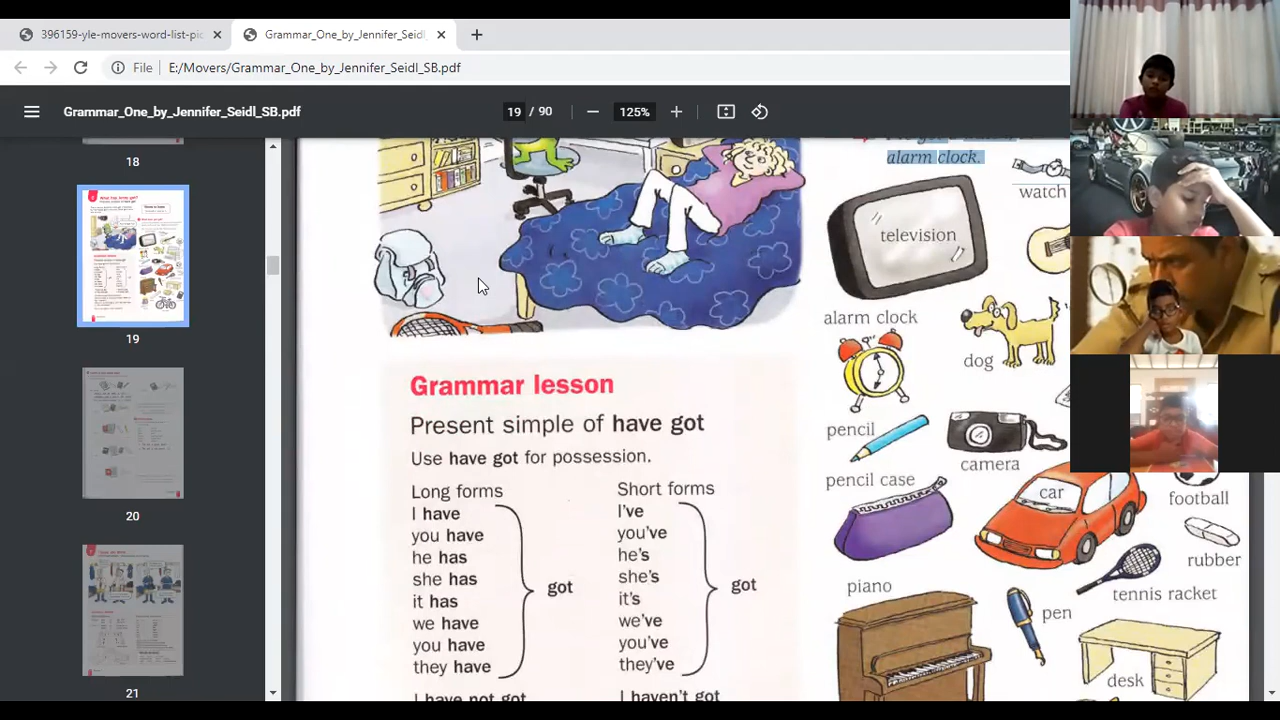 396159-yle-movers-word-list-pic
Grammar_One_by_Jennifer_Seidl
File
E:/Movers/Grammar_One_by_Jennifer_Seidl_SB.pdf
Grammar_One_by_Jennifer_Seidl_SB.pdf
19 / 90
125%
18
19
20
21
alarm clock.
watch
television
alarm clock
dog
pencil
camera
pencil case
car
football
rubber
piano
tennis racket
pen
desk
Grammar lesson
Present simple of have got
Use have got for possession.
Long forms
I have
you have
he has
she has
it has
we have
you have
they have
got
I have not got
Short forms
I've
you've
he's
she's
it's
we've
you've
they've
got
I haven't got